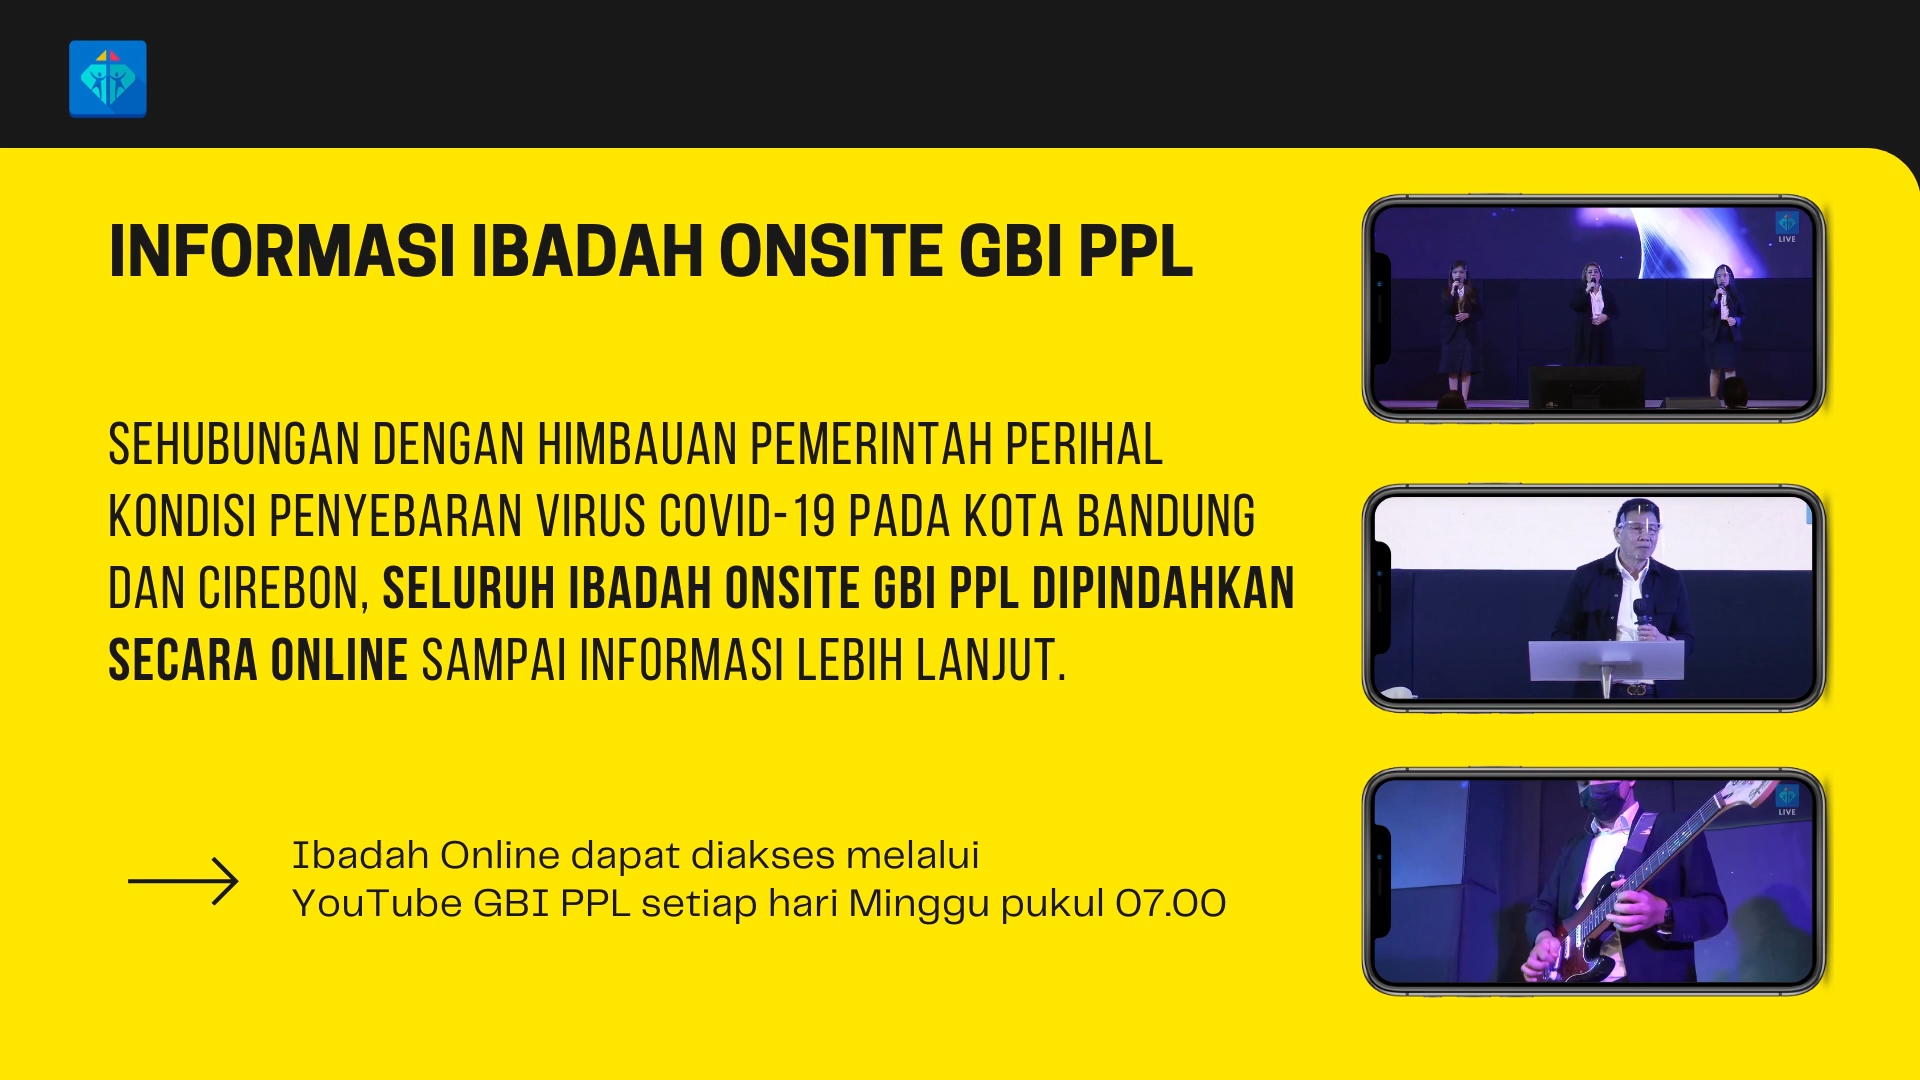 INFORMASI IBADAH ONSITE GBI PPL
SEHUBUNGAN DENGAN HIMBAUAN PEMERINTAH PERIHAL
KONDISI PENYEBARAN VIRUS COVID-19 PADA KOTA BANDUNG
DAN CIREBON, SELURUH IBADAH ONSITE GBI PPL DIPINDAHKAN
SECARA ONLINE SAMPAI INFORMASI LEBIH LANJUT.
Ibadah Online dapat diakses melalui
YouTube GBI PPL setiap hari Minggu pukul 07.00
LIVE
LIVE